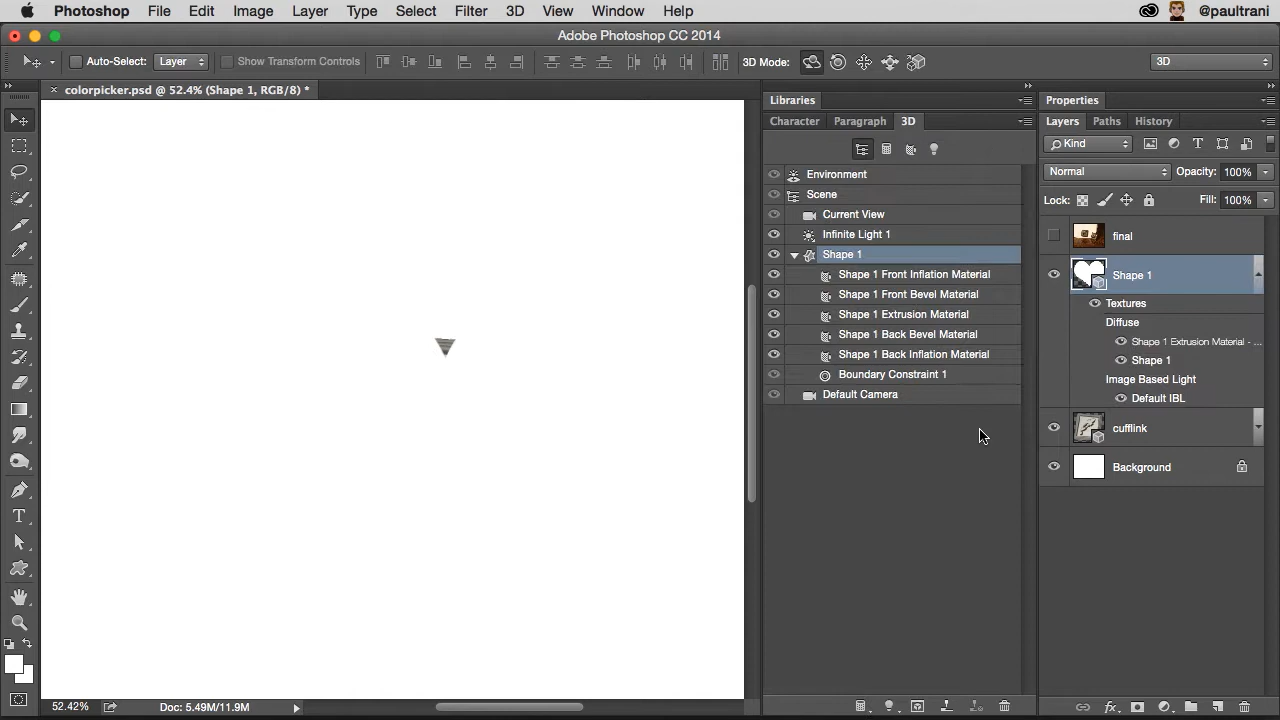 Photoshop File Edit Image Layer Type Select Filter 3D View Window Help @paultrani
Adobe Photoshop CC 2014
Auto-Select: Layer Show Transform Controls 3D Mode: 3D
× colorpicker.psd @ 52.4% (Shape 1, RGB/8) *
Libraries
Properties
Character Paragraph 3D
Layers Paths History
Kind
Normal Opacity: 100%
Lock: Fill: 100%
Environment
Scene
Current View
Infinite Light 1
Shape 1
Shape 1 Front Inflation Material
Shape 1 Front Bevel Material
Shape 1 Extrusion Material
Shape 1 Back Bevel Material
Shape 1 Back Inflation Material
Boundary Constraint 1
Default Camera
final
Shape 1
Textures
Diffuse
Shape 1 Extrusion Material - ...
Shape 1
Image Based Light
Default IBL
cufflink
Background
T
52.42% Doc: 5.49M/11.9M
fx